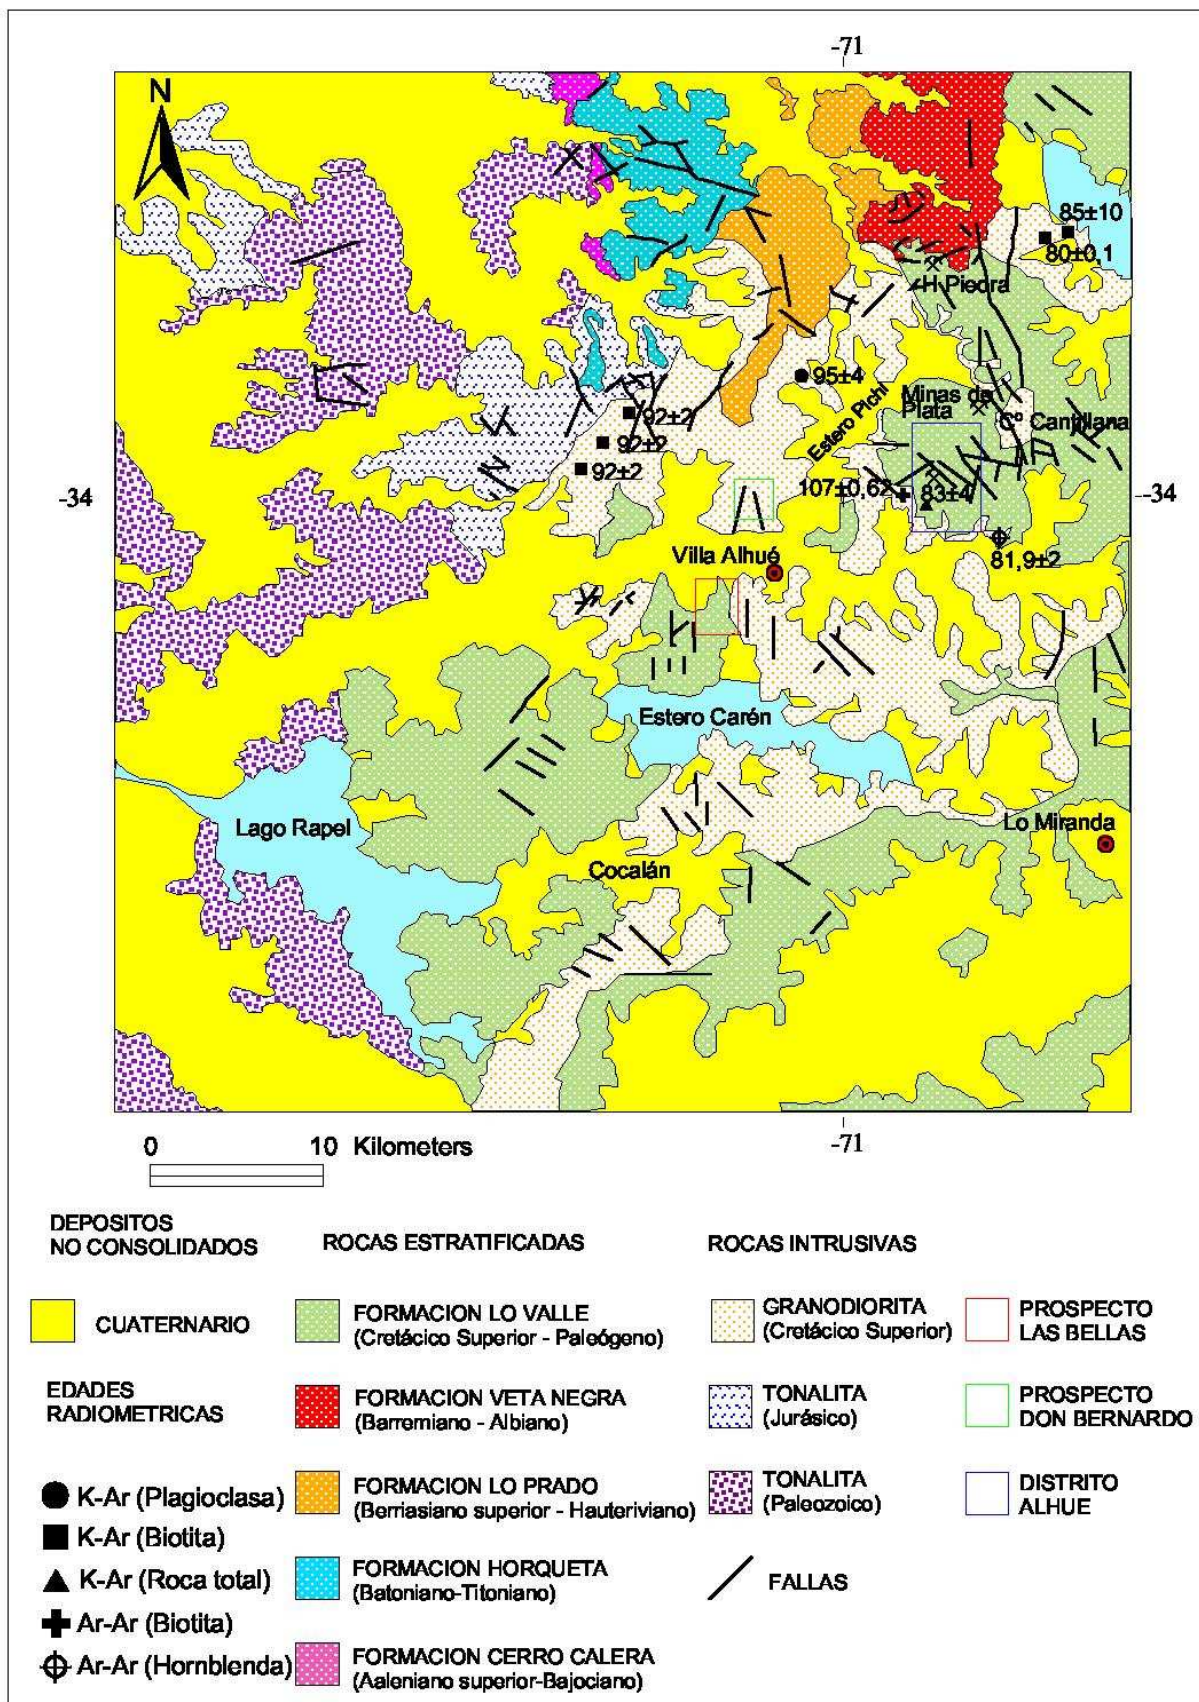 -71
N
85±10
80±0,1
H Piedra
95±4
Estero Pichi
Minas de
Plata
Cº Cantillana
92±2
92±2
92±2
-34
107±0,62
83±4
-34
81,9±2
Villa Alhué
Estero Carén
Lago Rapel
Lo Miranda
Cocalán
-71
0 10 Kilometers
DEPOSITOS
NO CONSOLIDADOS
CUATERNARIO
EDADES
RADIOMETRICAS
K-Ar (Plagioclasa)
K-Ar (Biotita)
K-Ar (Roca total)
Ar-Ar (Biotita)
Ar-Ar (Hornblenda)
ROCAS ESTRATIFICADAS
FORMACION LO VALLE
(Cretácico Superior - Paleógeno)
FORMACION VETA NEGRA
(Barremiano - Albiano)
FORMACION LO PRADO
(Berriasiano superior - Hauteriviano)
FORMACION HORQUETA
(Batoniano-Titoniano)
FORMACION CERRO CALERA
(Aaleniano superior-Bajociano)
ROCAS INTRUSIVAS
GRANODIORITA
(Cretácico Superior)
TONALITA
(Jurásico)
TONALITA
(Paleozoico)
FALLAS
PROSPECTO
LAS BELLAS
PROSPECTO
DON BERNARDO
DISTRITO
ALHUE